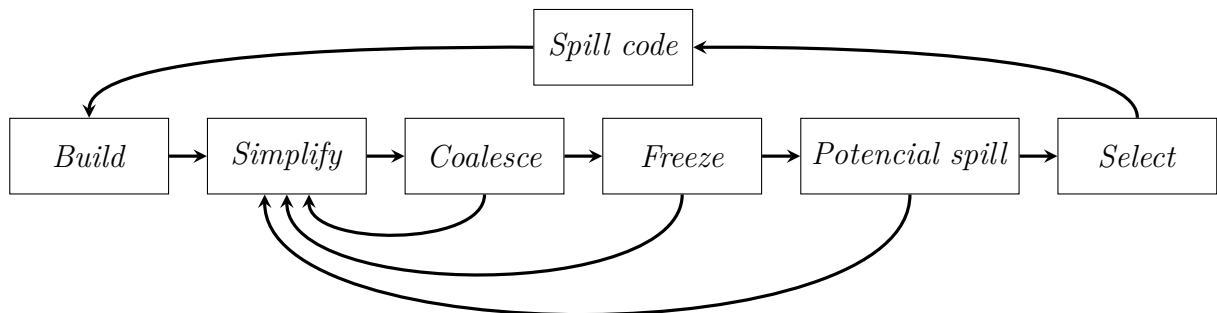 Spill code
Build
Simplify
Coalesce
Freeze
Potencial spill
Select